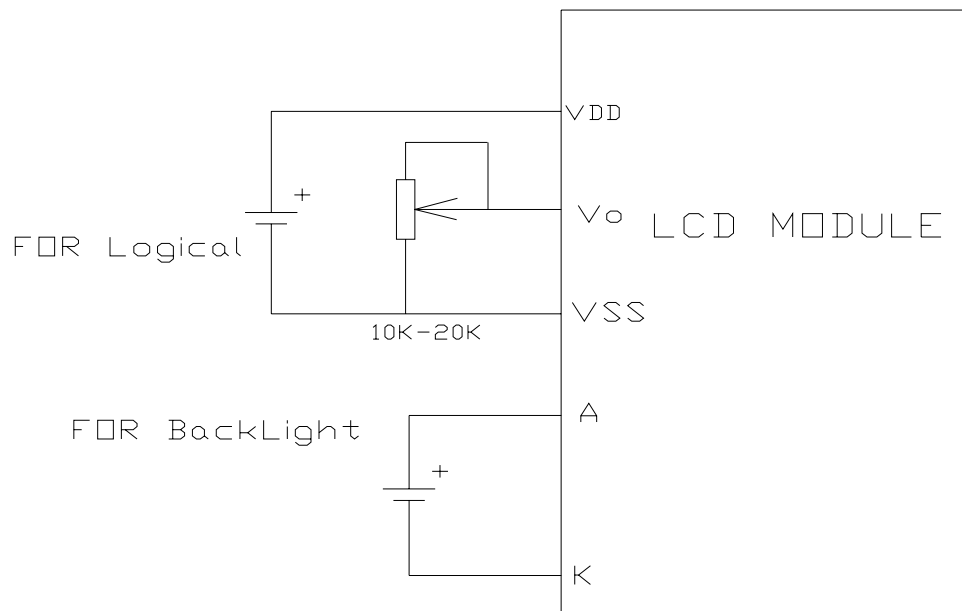 VDD
+
Vo
LCD MODULE
FOR Logical
VSS
10K-20K
A
FOR BackLight
+
K